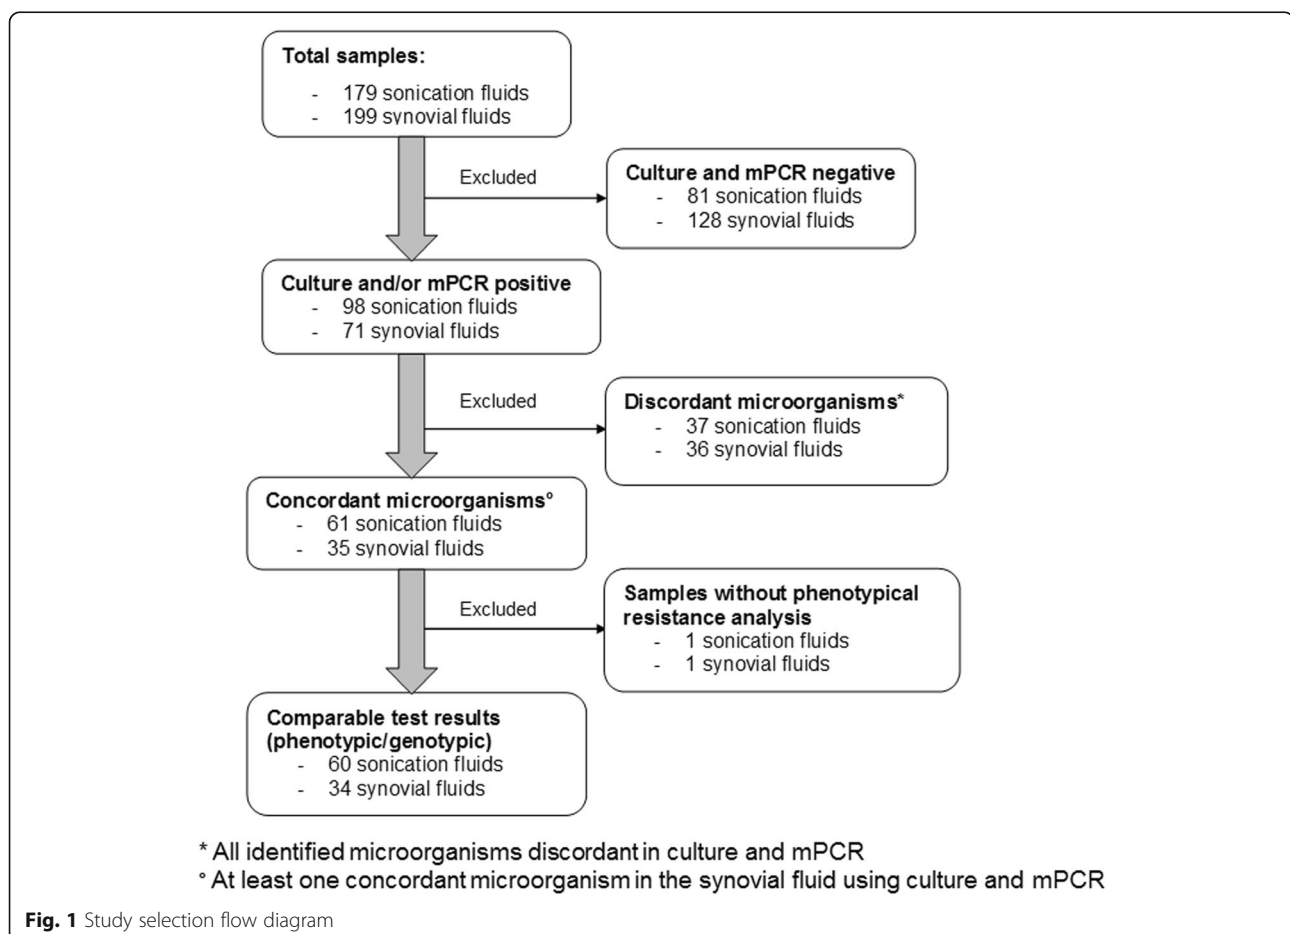 Total samples:
- 179 sonication fluids
- 199 synovial fluids
Excluded
Culture and mPCR negative
- 81 sonication fluids
- 128 synovial fluids
Culture and/or mPCR positive
- 98 sonication fluids
- 71 synovial fluids
Excluded
Discordant microorganisms*
- 37 sonication fluids
- 36 synovial fluids
Concordant microorganisms°
- 61 sonication fluids
- 35 synovial fluids
Excluded
Samples without phenotypical
resistance analysis
- 1 sonication fluids
- 1 synovial fluids
Comparable test results
(phenotypic/genotypic)
- 60 sonication fluids
- 34 synovial fluids
* All identified microorganisms discordant in culture and mPCR
° At least one concordant microorganism in the synovial fluid using culture and mPCR
Fig. 1 Study selection flow diagram